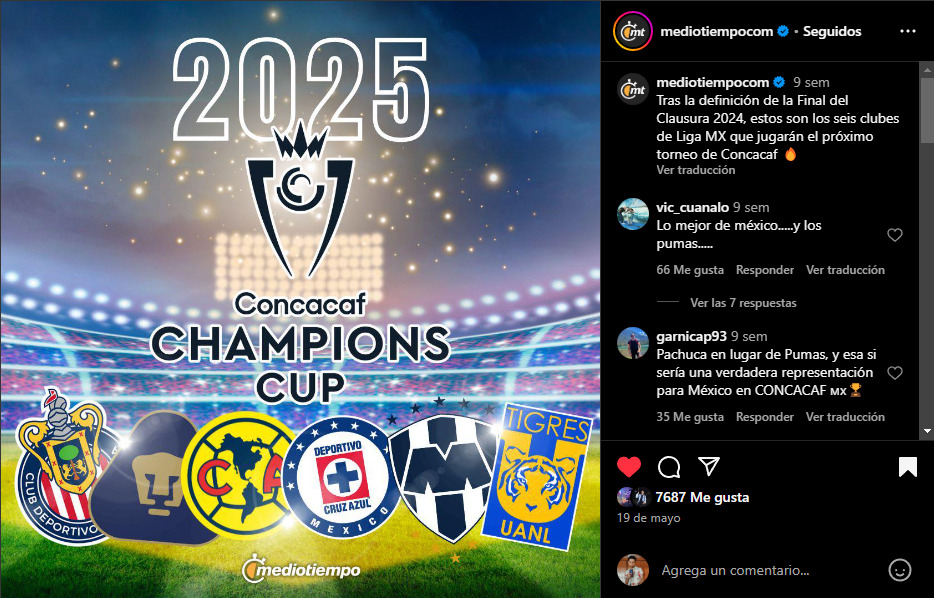 2025
Concacaf
CHAMPIONS
CUP
CLUB DEPORTIVO
CA
DEPORTIVO
CRUZ AZUL
MEXICO
TIGRES
UANL
mediotiempo
mt
mediotiempocom • Seguidos
mt
mediotiempocom 9 sem
Tras la definición de la Final del
Clausura 2024, estos son los seis clubes
de Liga MX que jugarán el próximo
torneo de Concacaf 🔥
Ver traducción
vic_cuanalo 9 sem
Lo mejor de méxico.....y los
pumas.....
66 Me gusta Responder Ver traducción
Ver las 7 respuestas
garnicap93 9 sem
Pachuca en lugar de Pumas, y esa si
sería una verdadera representación
para México en CONCACAF MX🏆
35 Me gusta Responder Ver traducción
7687 Me gusta
19 de mayo
Agrega un comentario...